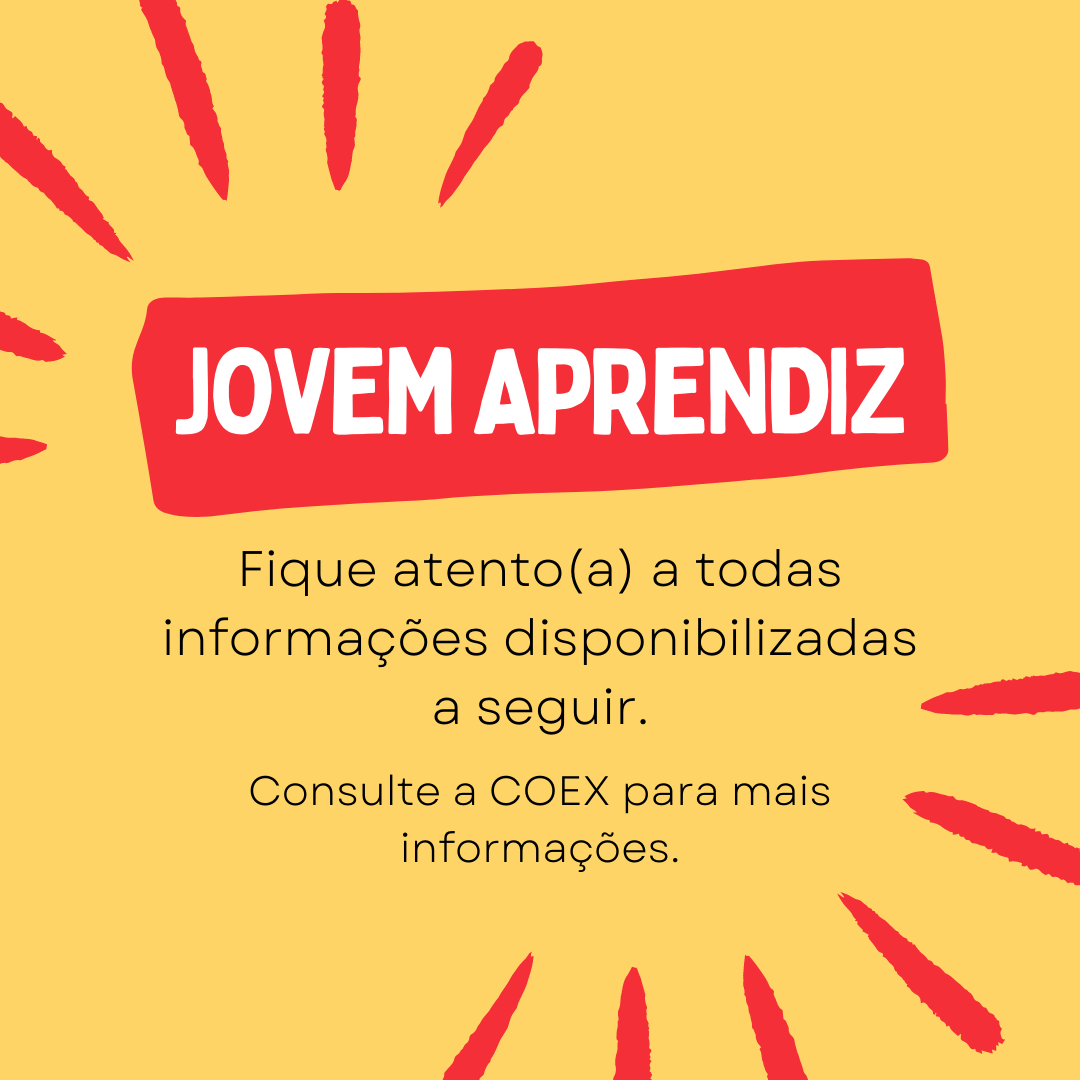 JOVEM APRENDIZ
Fique atento(a) a todas
informações disponibilizadas
a seguir.
Consulte a COEX para mais
informações.